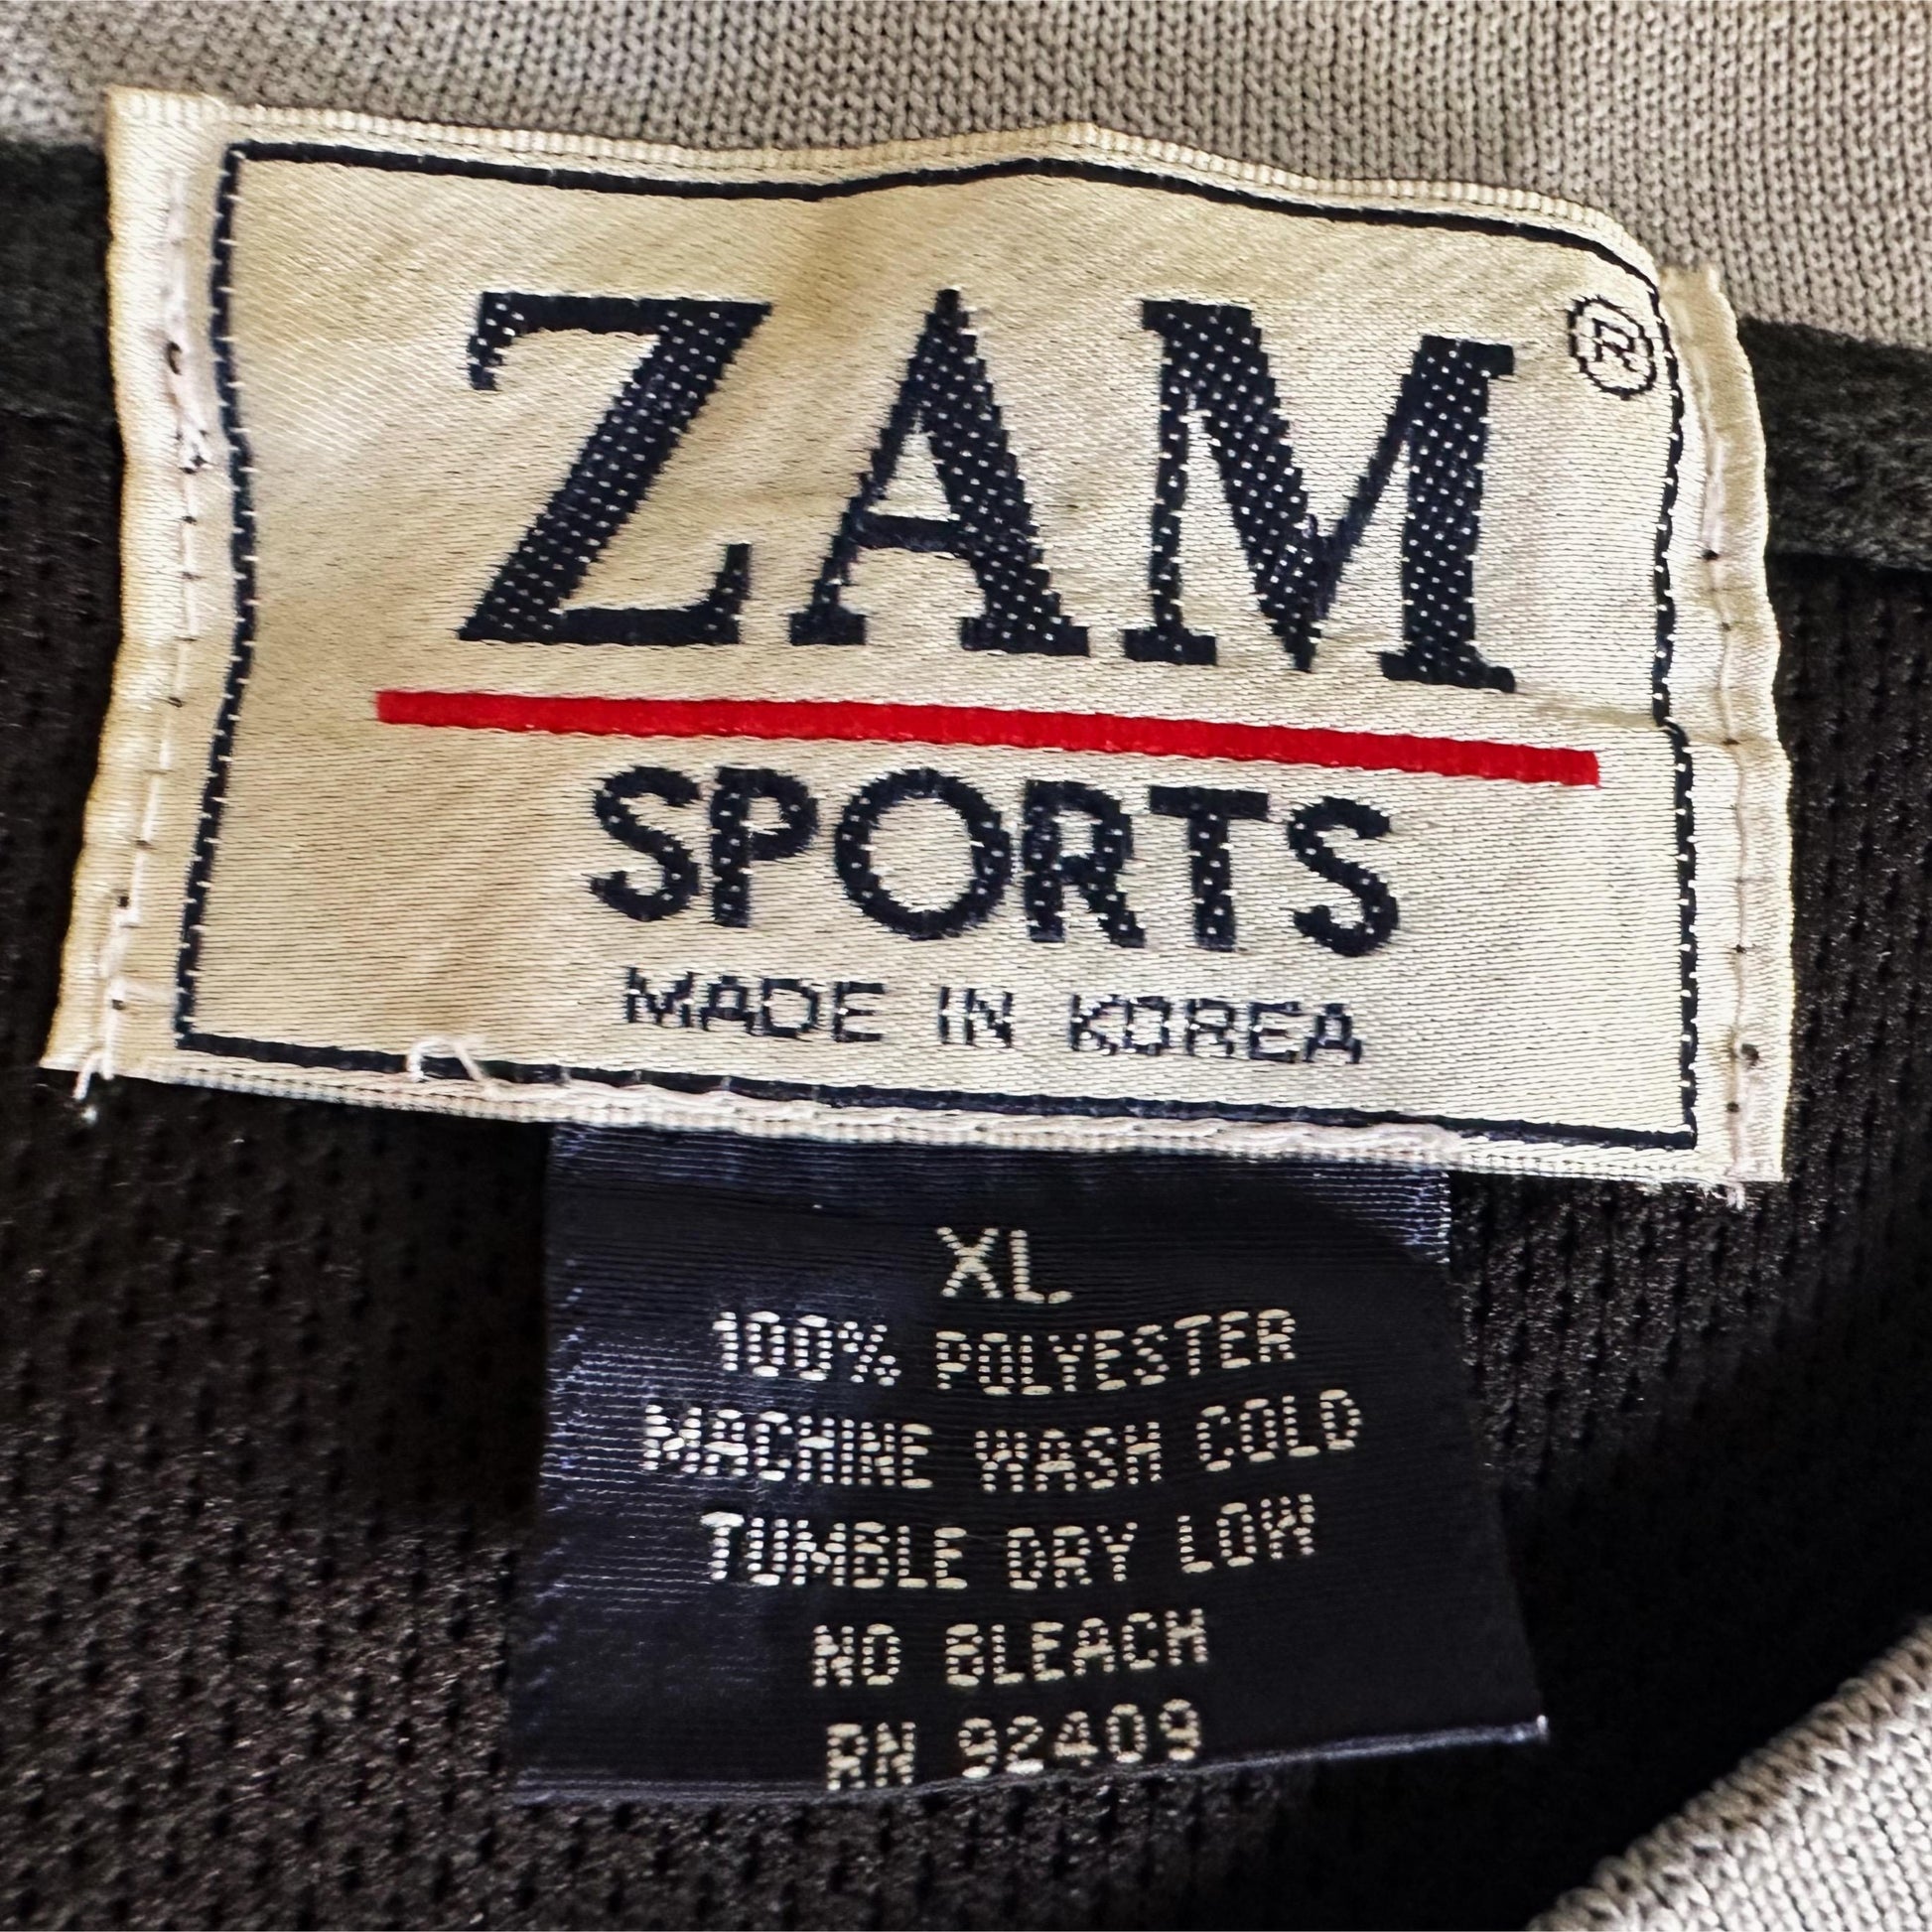 ZAM®
SPORTS
MADE IN KOREA
XL
100% POLYESTER
MACHINE WASH COLD
TUMBLE DRY LOW
NO BLEACH
RN 92409